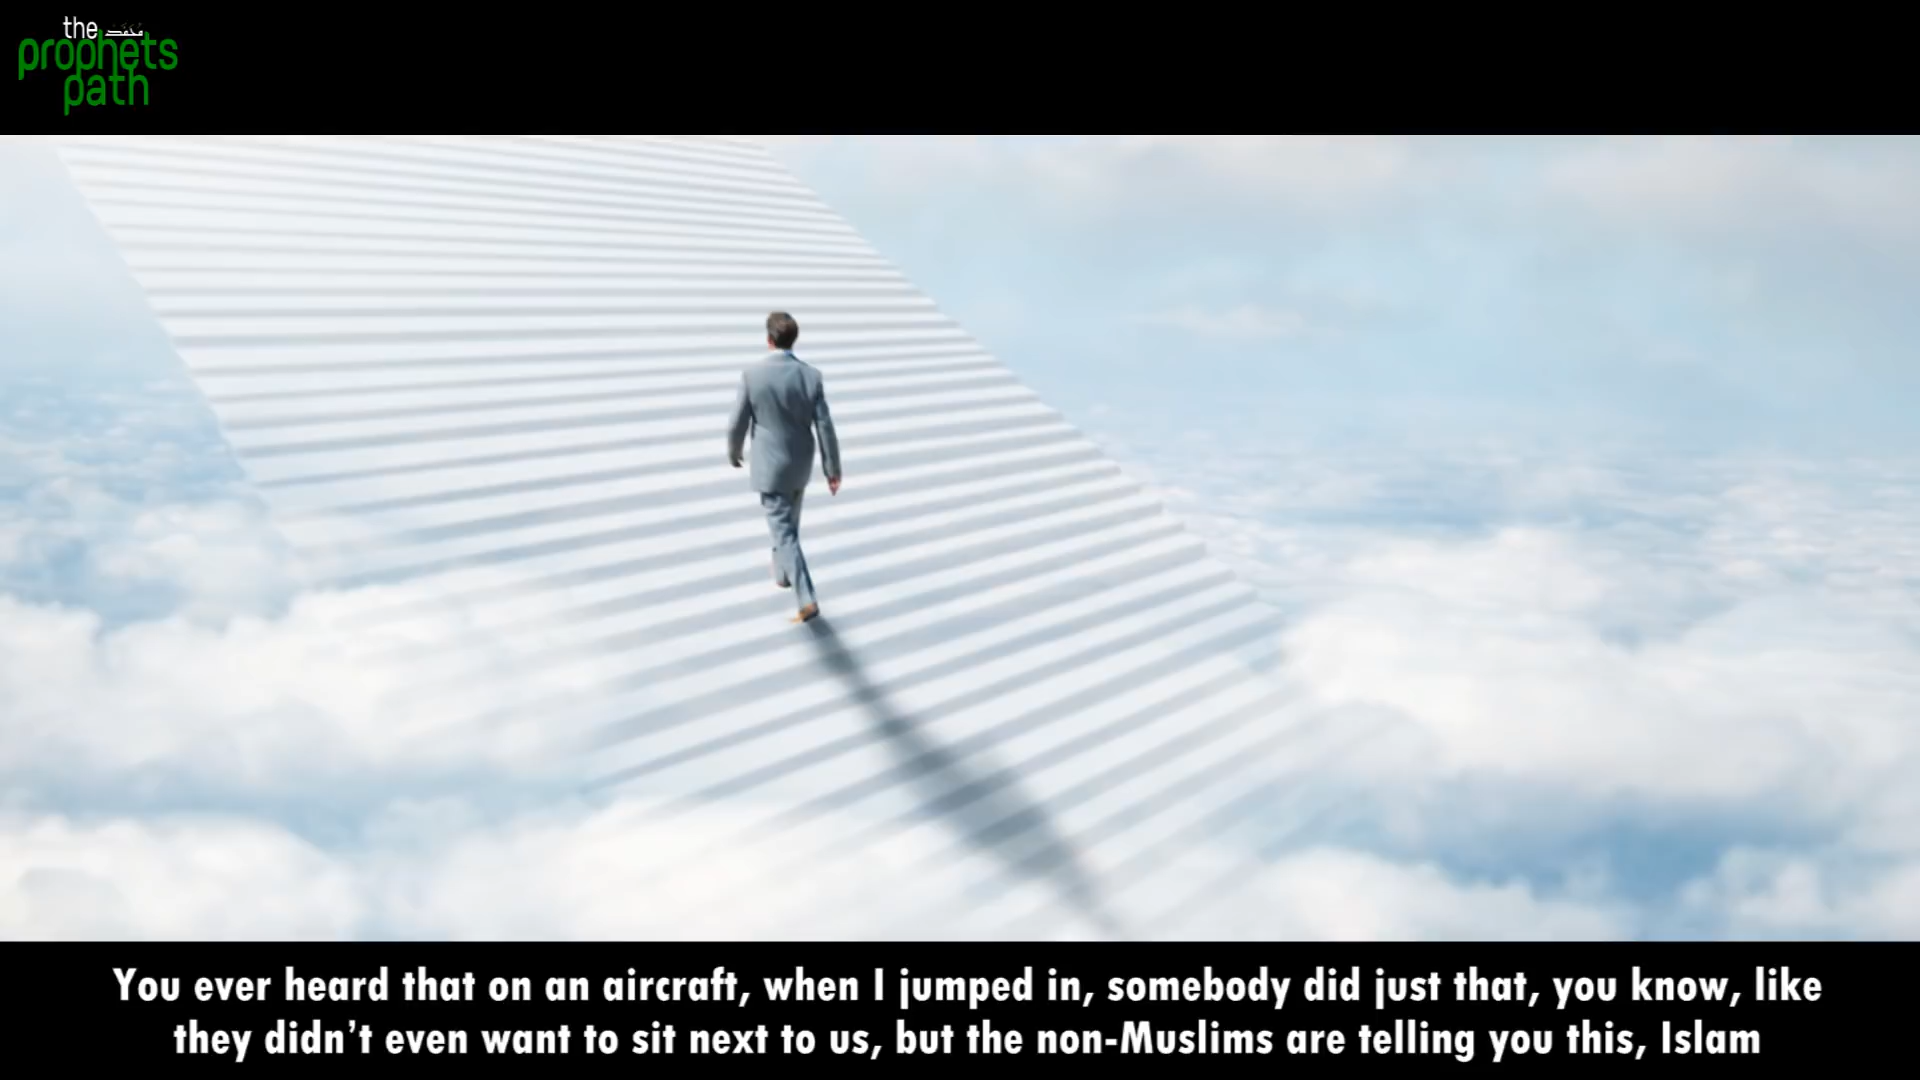 the
prophets
path
You ever heard that on an aircraft, when I jumped in, somebody did just that, you know, like
they didn’t even want to sit next to us, but the non-Muslims are telling you this, Islam